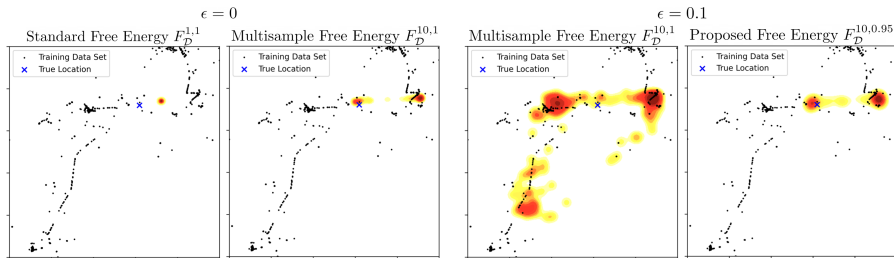 ϵ = 0
ϵ = 0.1
Standard Free Energy F_D^{1,1}
Multisample Free Energy F_D^{10,1}
Multisample Free Energy F_D^{10,1}
Proposed Free Energy F_D^{10,0.95}
Training Data Set
True Location
Training Data Set
True Location
Training Data Set
True Location
Training Data Set
True Location